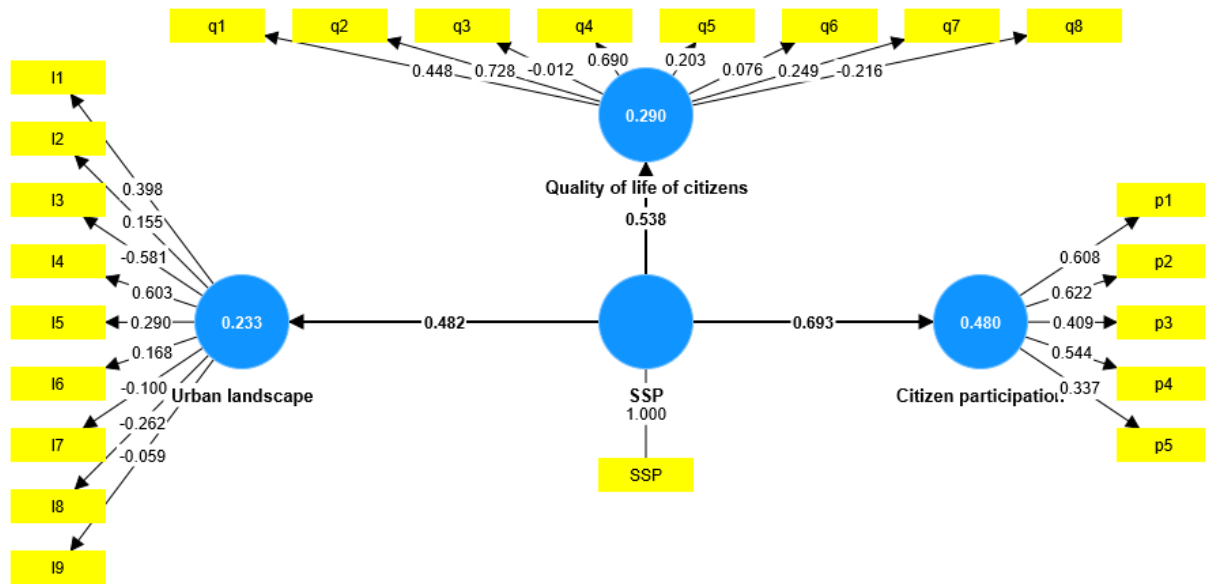 q1
q2
q3
q4
q5
q6
q7
q8
0.448
0.728
-0.012
0.690
0.203
0.076
0.249
-0.216
0.290
Quality of life of citizens
0.538
l1
l2
l3
l4
l5
l6
l7
l8
l9
0.398
0.155
-0.581
0.603
0.290
0.168
-0.100
-0.262
-0.059
0.233
Urban landscape
0.482
SSP
1.000
SSP
0.693
0.480
Citizen participation
0.608
0.622
0.409
0.544
0.337
p1
p2
p3
p4
p5